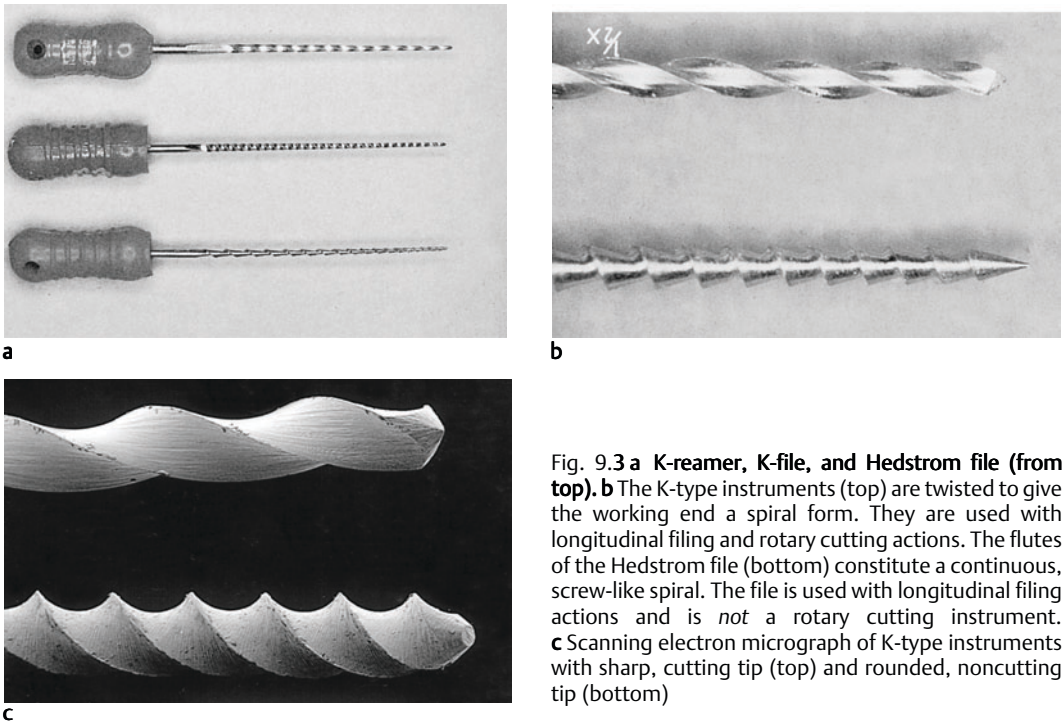 a
x2/1
b
c
Fig. 9.3 a K-reamer, K-file, and Hedstrom file (from
top). b The K-type instruments (top) are twisted to give
the working end a spiral form. They are used with
longitudinal filing and rotary cutting actions. The flutes
of the Hedstrom file (bottom) constitute a continuous,
screw-like spiral. The file is used with longitudinal filing
actions and is not a rotary cutting instrument.
c Scanning electron micrograph of K-type instruments
with sharp, cutting tip (top) and rounded, noncutting
tip (bottom)